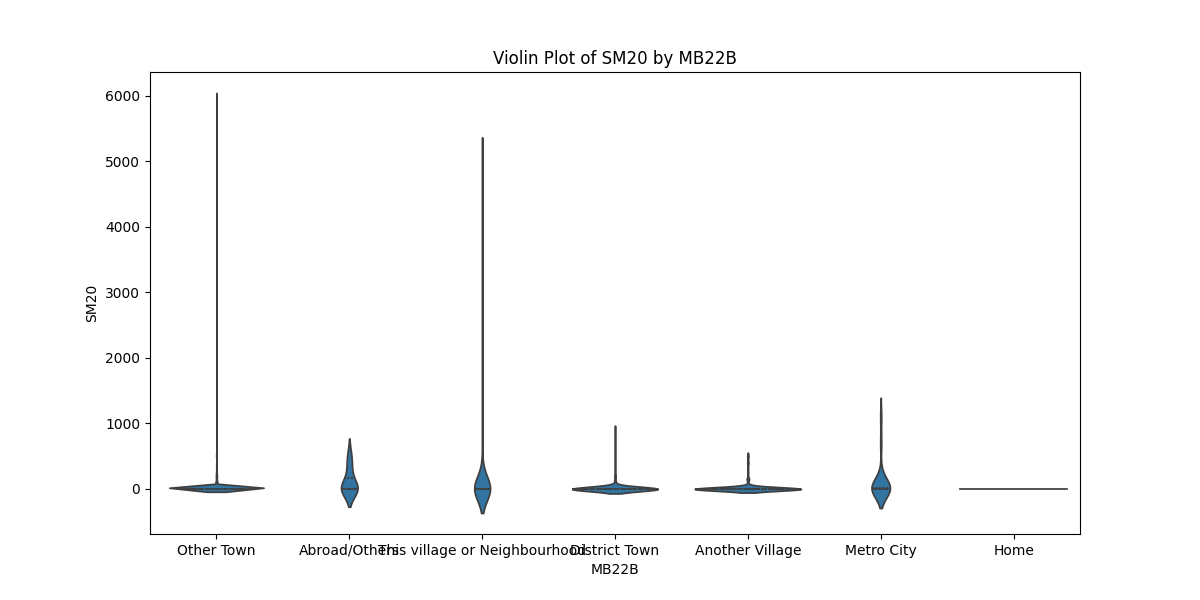 Violin Plot of SM20 by MB22B
6000
5000
4000
3000
2000
1000
0
SM20
Other Town
Abroad/Others
This village or Neighbourhood
District Town
Another Village
Metro City
Home
MB22B